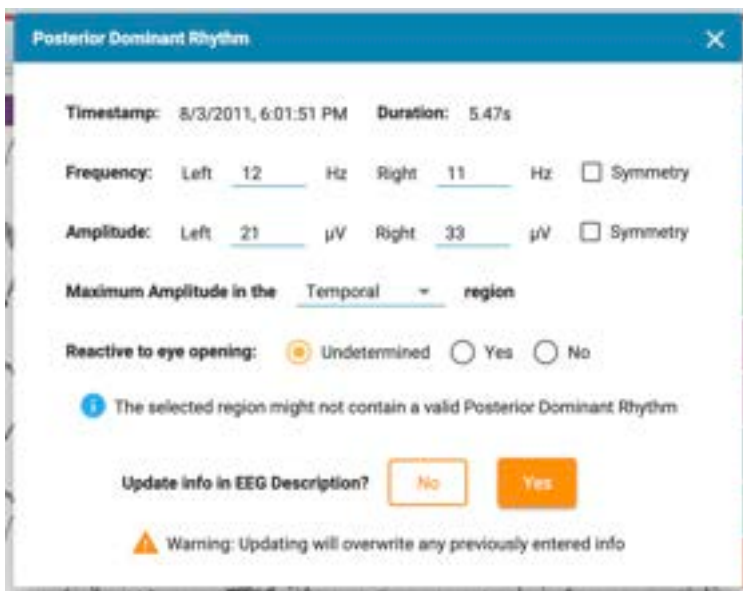 Posterior Dominant Rhythm
Timestamp: 8/3/2011, 6:01:51 PM Duration: 5.47s
Frequency: Left 12 Hz Right 11 Hz Symmetry
Amplitude: Left 21 μV Right 33 μV Symmetry
Maximum Amplitude in the Temporal region
Reactive to eye opening: Undetermined Yes No
The selected region might not contain a valid Posterior Dominant Rhythm
Update info in EEG Description? No Yes
Warning: Updating will overwrite any previously entered info